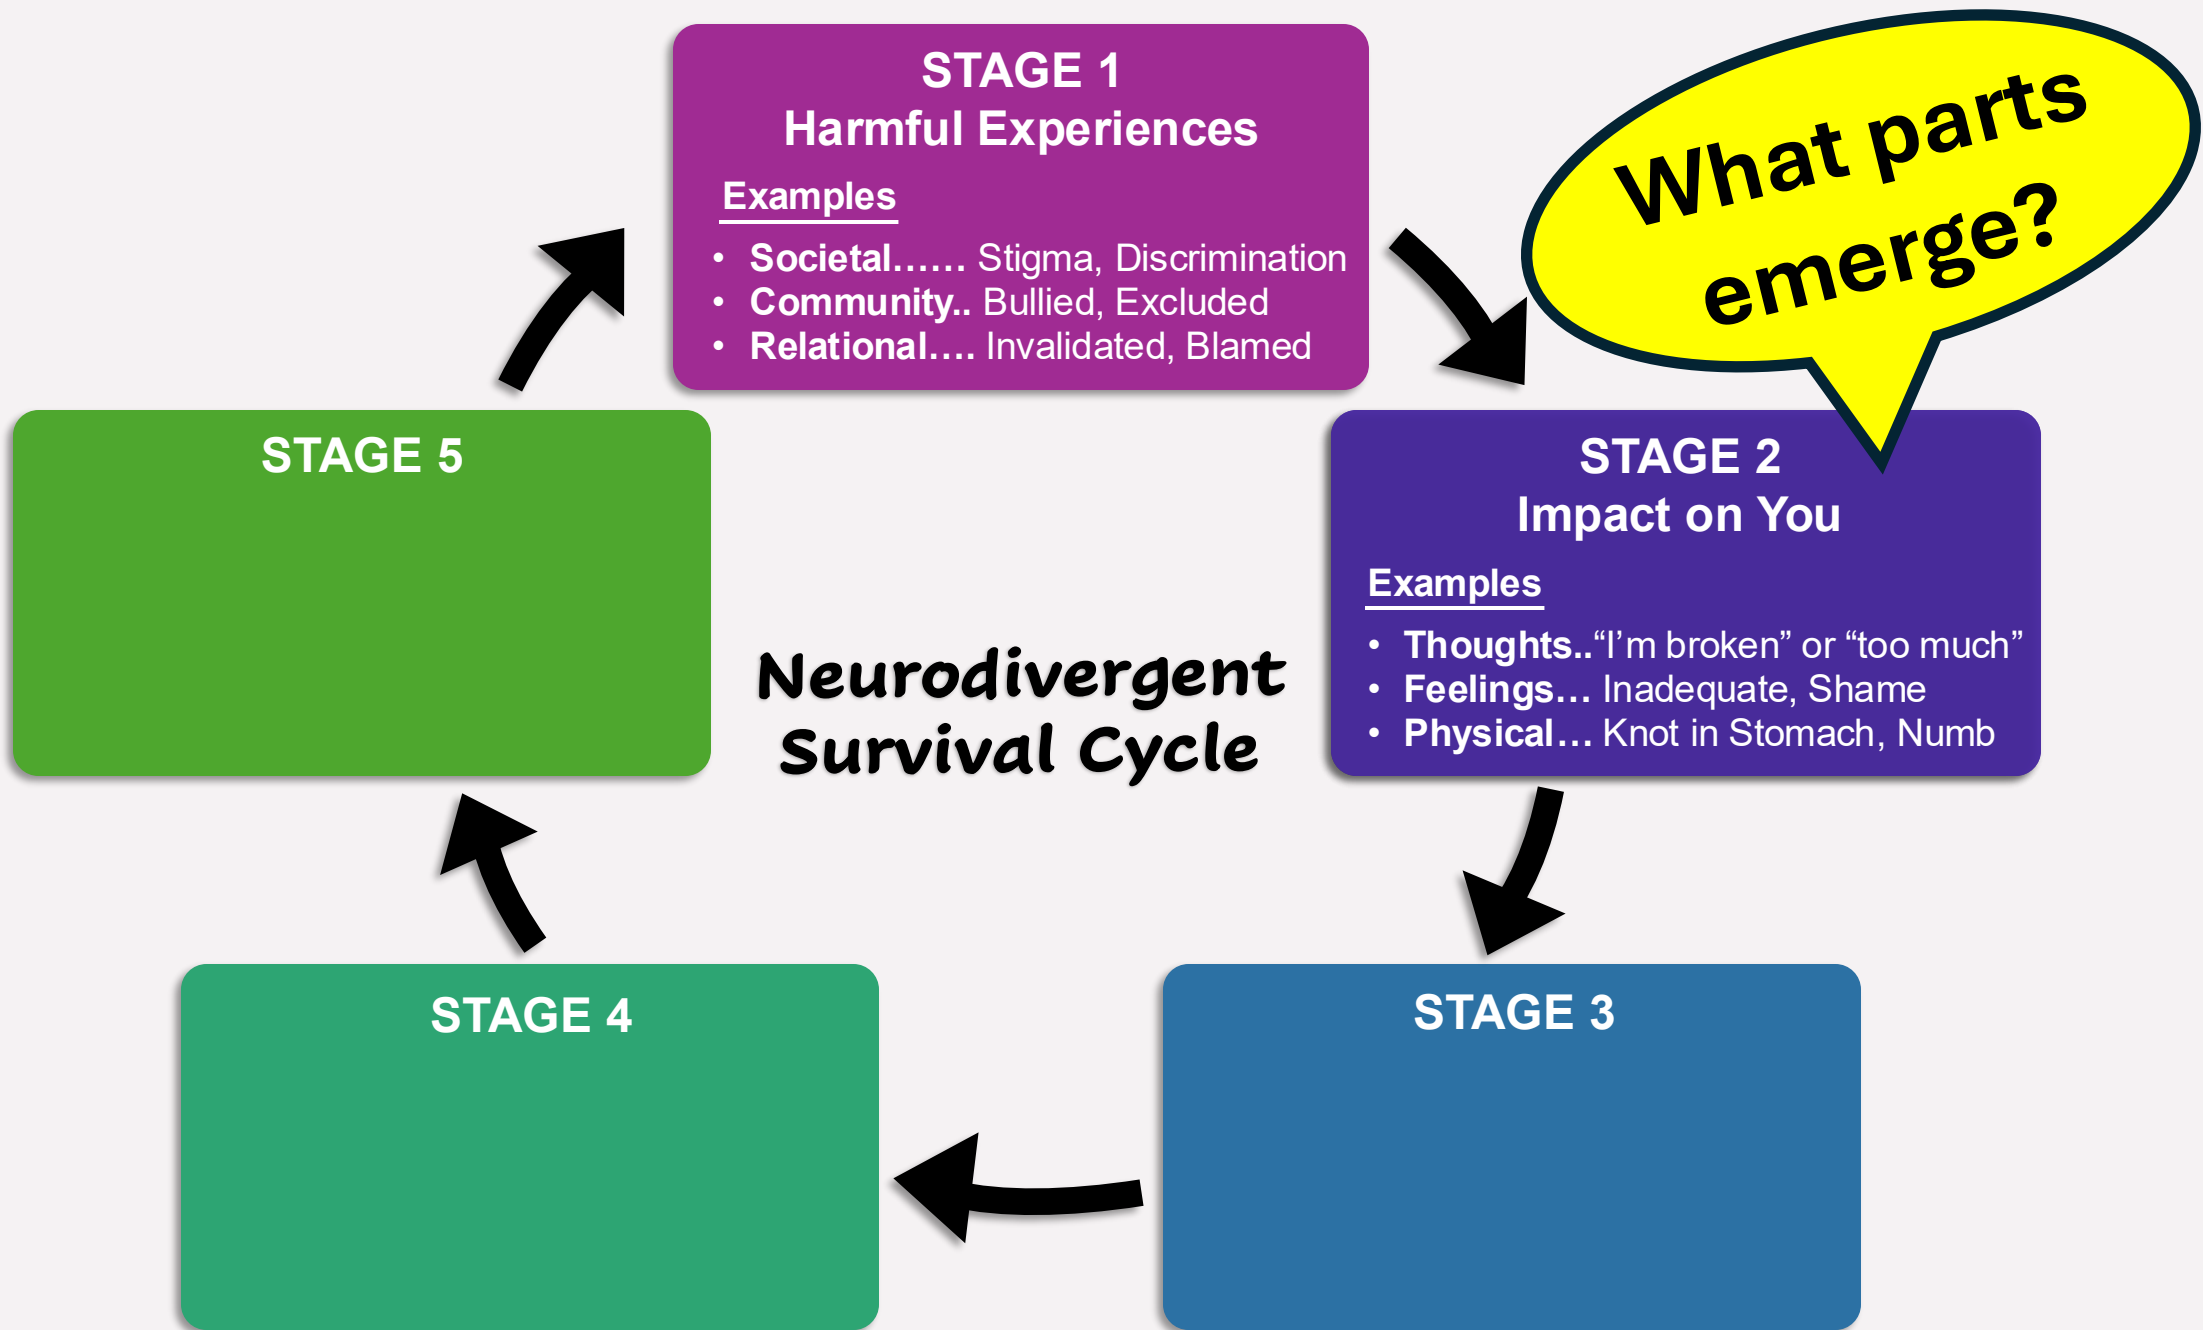 STAGE 1
Harmful Experiences
Examples
• Societal…… Stigma, Discrimination
• Community.. Bullied, Excluded
• Relational…. Invalidated, Blamed
What parts
emerge?
STAGE 2
Impact on You
Examples
• Thoughts..“I’m broken” or “too much”
• Feelings… Inadequate, Shame
• Physical… Knot in Stomach, Numb
STAGE 3
STAGE 4
STAGE 5
Neurodivergent
Survival Cycle